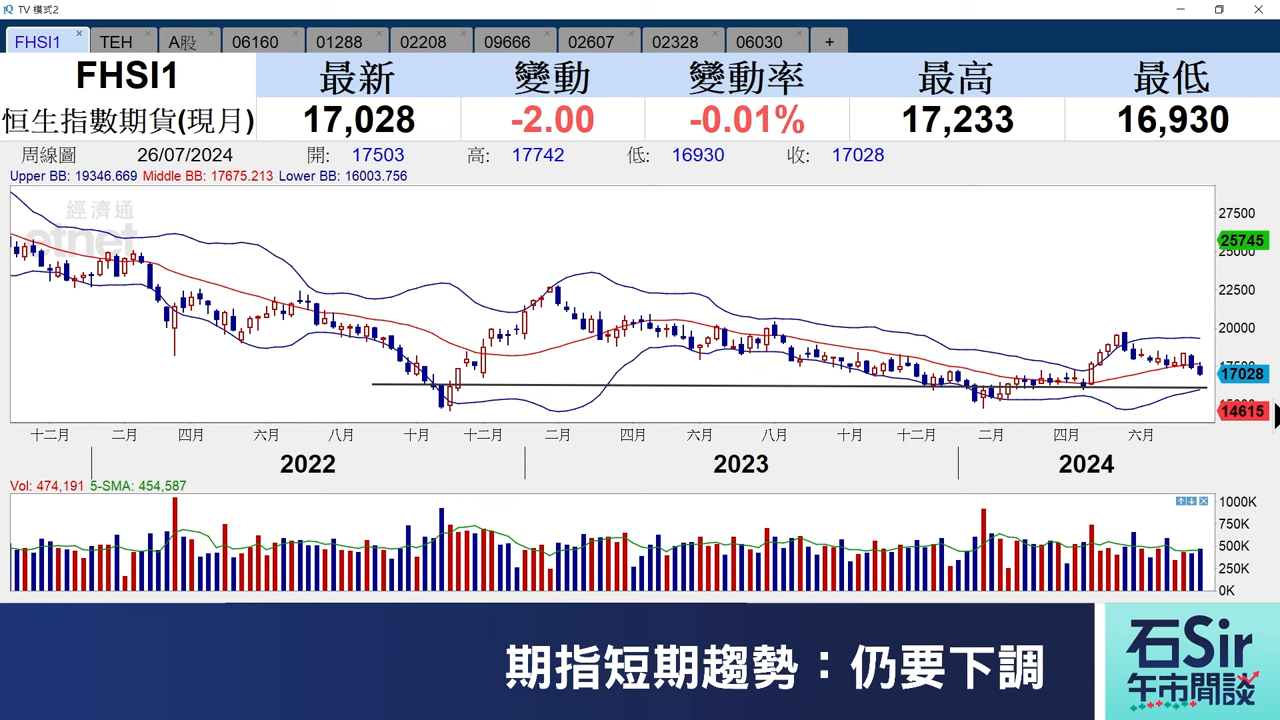 TV 模式2
FHSI1 TEH A股 06160 01288 02208 09666 02607 02328 06030 +
FHSI1 最新 變動 變動率 最高 最低
恒生指數期貨(現月) 17,028 -2.00 -0.01% 17,233 16,930
周線圖 26/07/2024 開: 17503 高: 17742 低: 16930 收: 17028
Upper BB: 19346.669 Middle BB: 17675.213 Lower BB: 16003.756
經濟通
etnet
27500
25745
25000
22500
20000
17028
14615
十二月 二月 四月 六月 八月 十月 十二月 二月 四月 六月 八月 十月 十二月 二月 四月 六月
2022 2023 2024
Vol: 474,191 5-SMA: 454,587
1000K
750K
500K
250K
0K
期指短期趨勢：仍要下調
石Sir
午市閒談